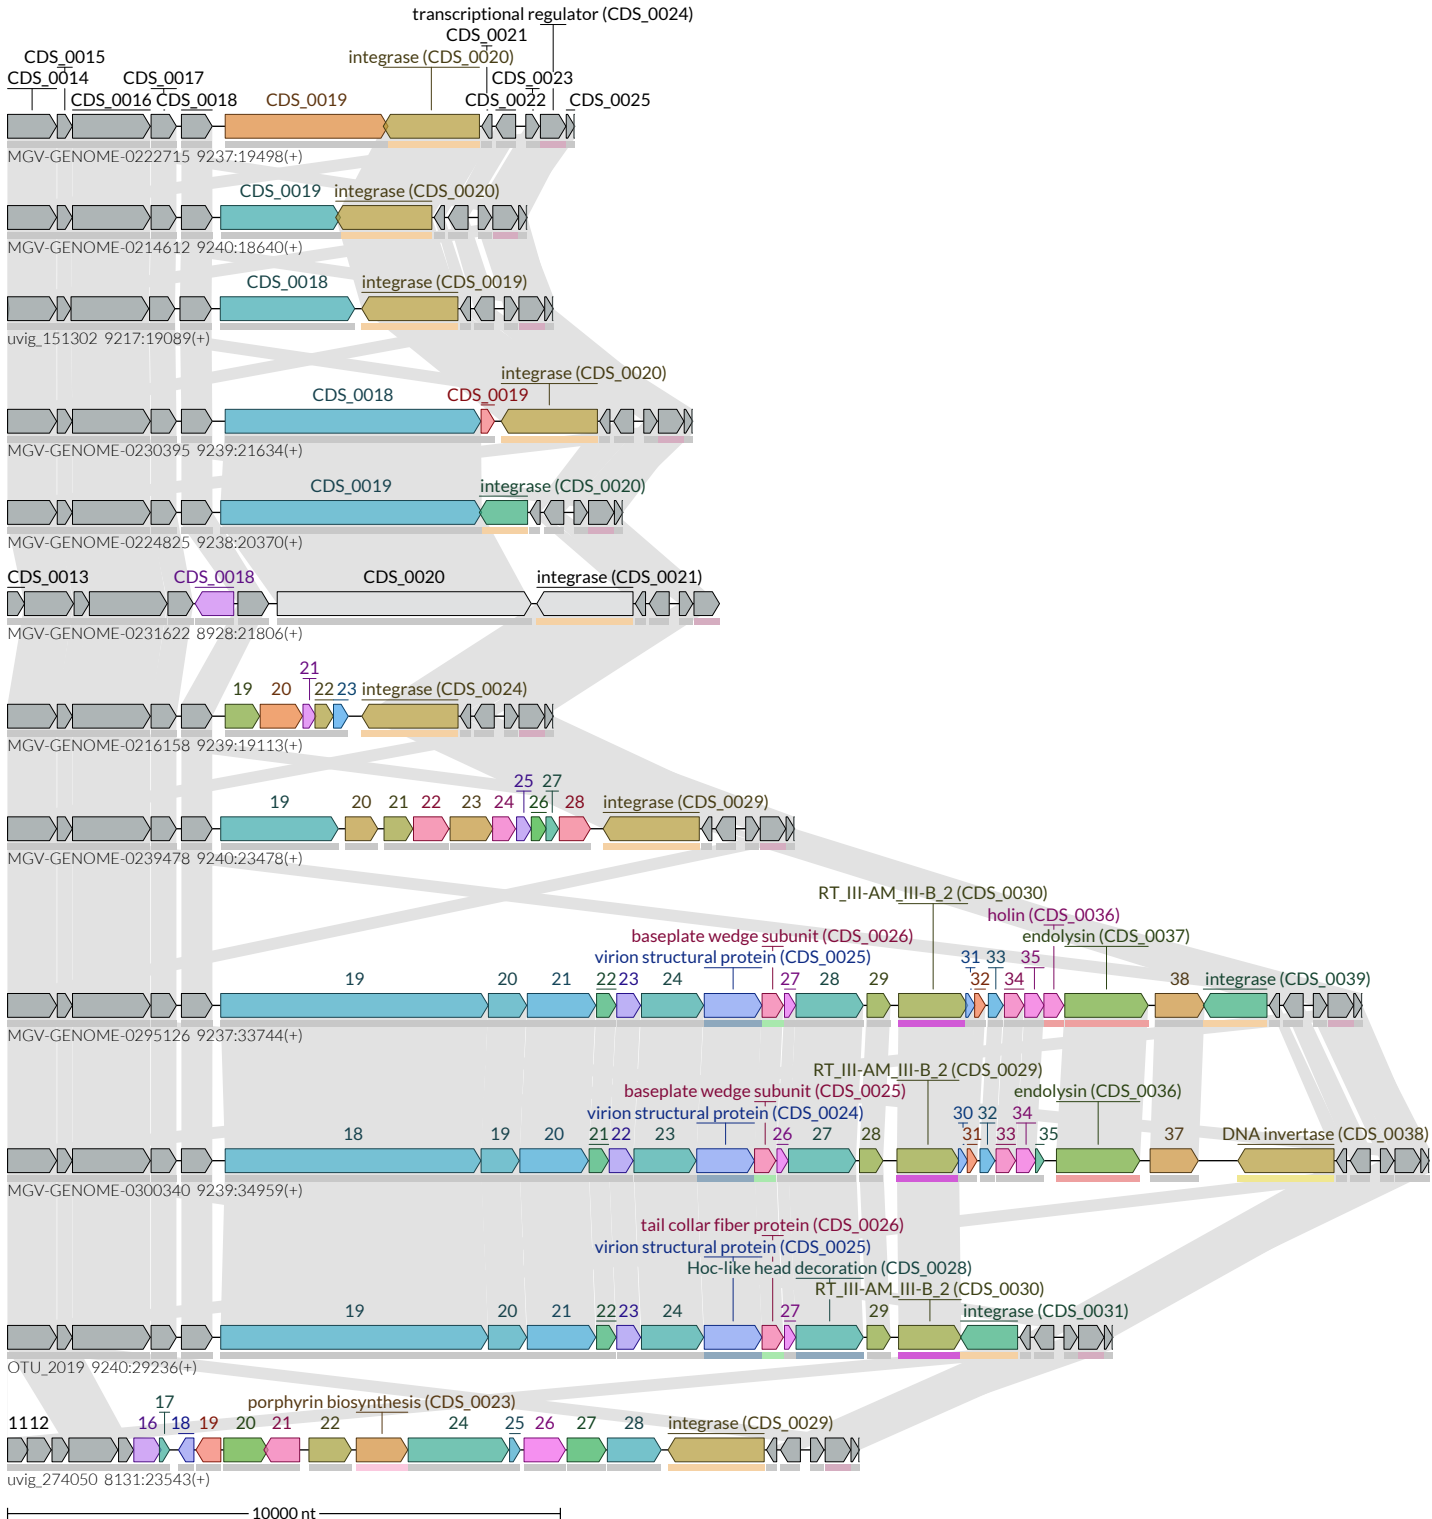 transcriptional regulator (CDS_0024)
CDS_0021
CDS_0015 integrase (CDS_0020)
CDS_0014 CDS_0017 CDS_0023
CDS_0016 CDS_0018 CDS_0019 CDS_0022 CDS_0025
MGV-GENOME-0222715 9237:19498(+)
CDS_0019 integrase (CDS_0020)
MGV-GENOME-0214612 9240:18640(+)
CDS_0018 integrase (CDS_0019)
uvig_151302 9217:19089(+)
integrase (CDS_0020)
CDS_0018 CDS_0019
MGV-GENOME-0230395 9239:21634(+)
CDS_0019 integrase (CDS_0020)
MGV-GENOME-0224825 9238:20370(+)
CDS_0013 CDS_0018 CDS_0020 integrase (CDS_0021)
MGV-GENOME-0231622 8928:21806(+)
21
19 20 22 23 integrase (CDS_0024)
MGV-GENOME-0216158 9239:19113(+)
25 27
19 20 21 22 23 24 26 28 integrase (CDS_0029)
MGV-GENOME-0239478 9240:23478(+)
RT_III-AM_III-B_2 (CDS_0030)
holin (CDS_0036)
baseplate wedge subunit (CDS_0026) endolysin (CDS_0037)
virion structural protein (CDS_0025) 31 33 35
19 20 21 22 23 24 27 28 29 32 34 38 integrase (CDS_0039)
MGV-GENOME-0295126 9237:33744(+)
RT_III-AM_III-B_2 (CDS_0029)
baseplate wedge subunit (CDS_0025) endolysin (CDS_0036)
virion structural protein (CDS_0024) 30 32 34
18 19 20 21 22 23 26 27 28 31 33 35 37 DNA invertase (CDS_0038)
MGV-GENOME-0300340 9239:34959(+)
tail collar fiber protein (CDS_0026)
virion structural protein (CDS_0025)
Hoc-like head decoration (CDS_0028)
RT_III-AM_III-B_2 (CDS_0030)
19 20 21 22 23 24 27 29 integrase (CDS_0031)
OTU_2019 9240:29236(+)
17 porphyrin biosynthesis (CDS_0023)
11 12 16 18 19 20 21 22 24 25 26 27 28 integrase (CDS_0029)
uvig_274050 8131:23543(+)
10000 nt